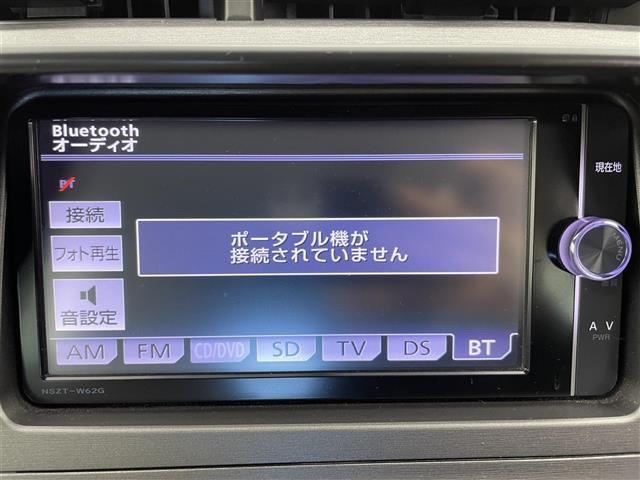 Bluetooth
オーディオ
BT
現在地
接続
ポータブル機が
接続されていません
フォト再生
MENU
音設定
A V
PWR
AM FM CD/DVD SD TV DS BT
NSZT-W62G